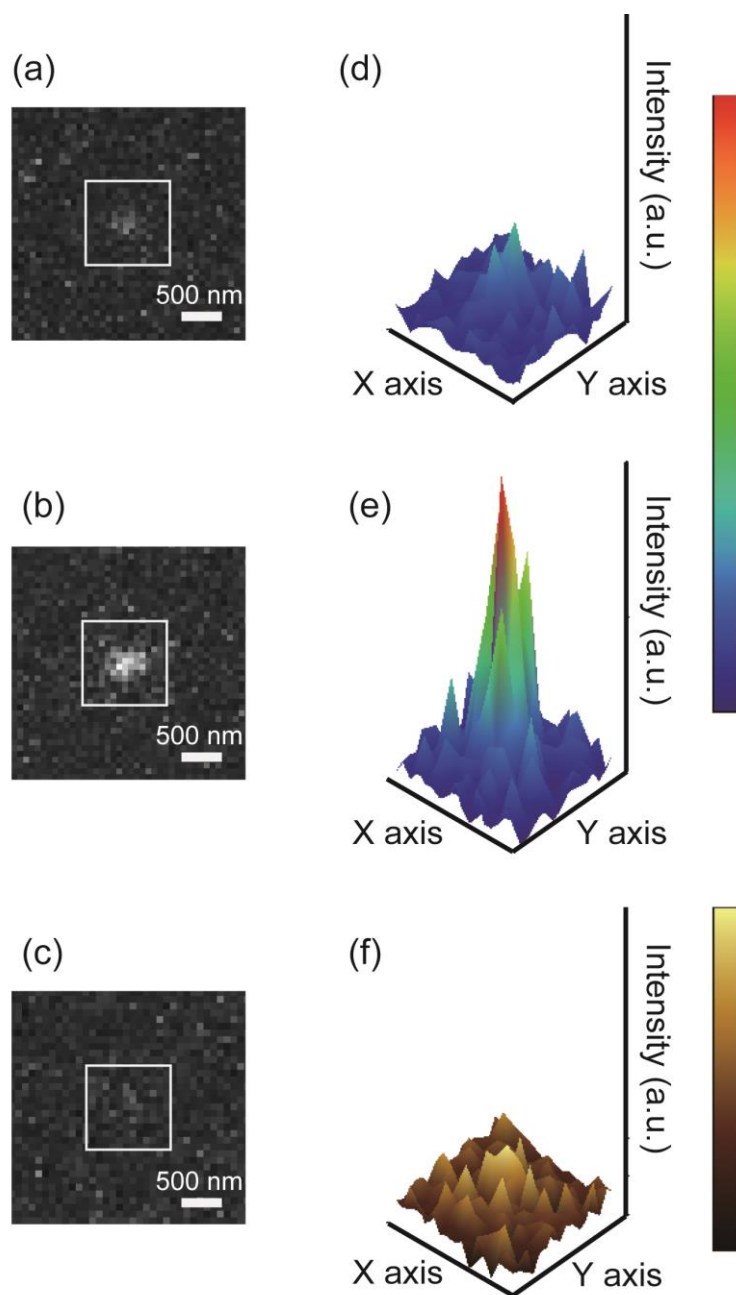 (a)
500 nm
(d)
Intensity (a.u.)
X axis
Y axis
(b)
500 nm
(e)
Intensity (a.u.)
X axis
Y axis
(c)
500 nm
(f)
Intensity (a.u.)
X axis
Y axis